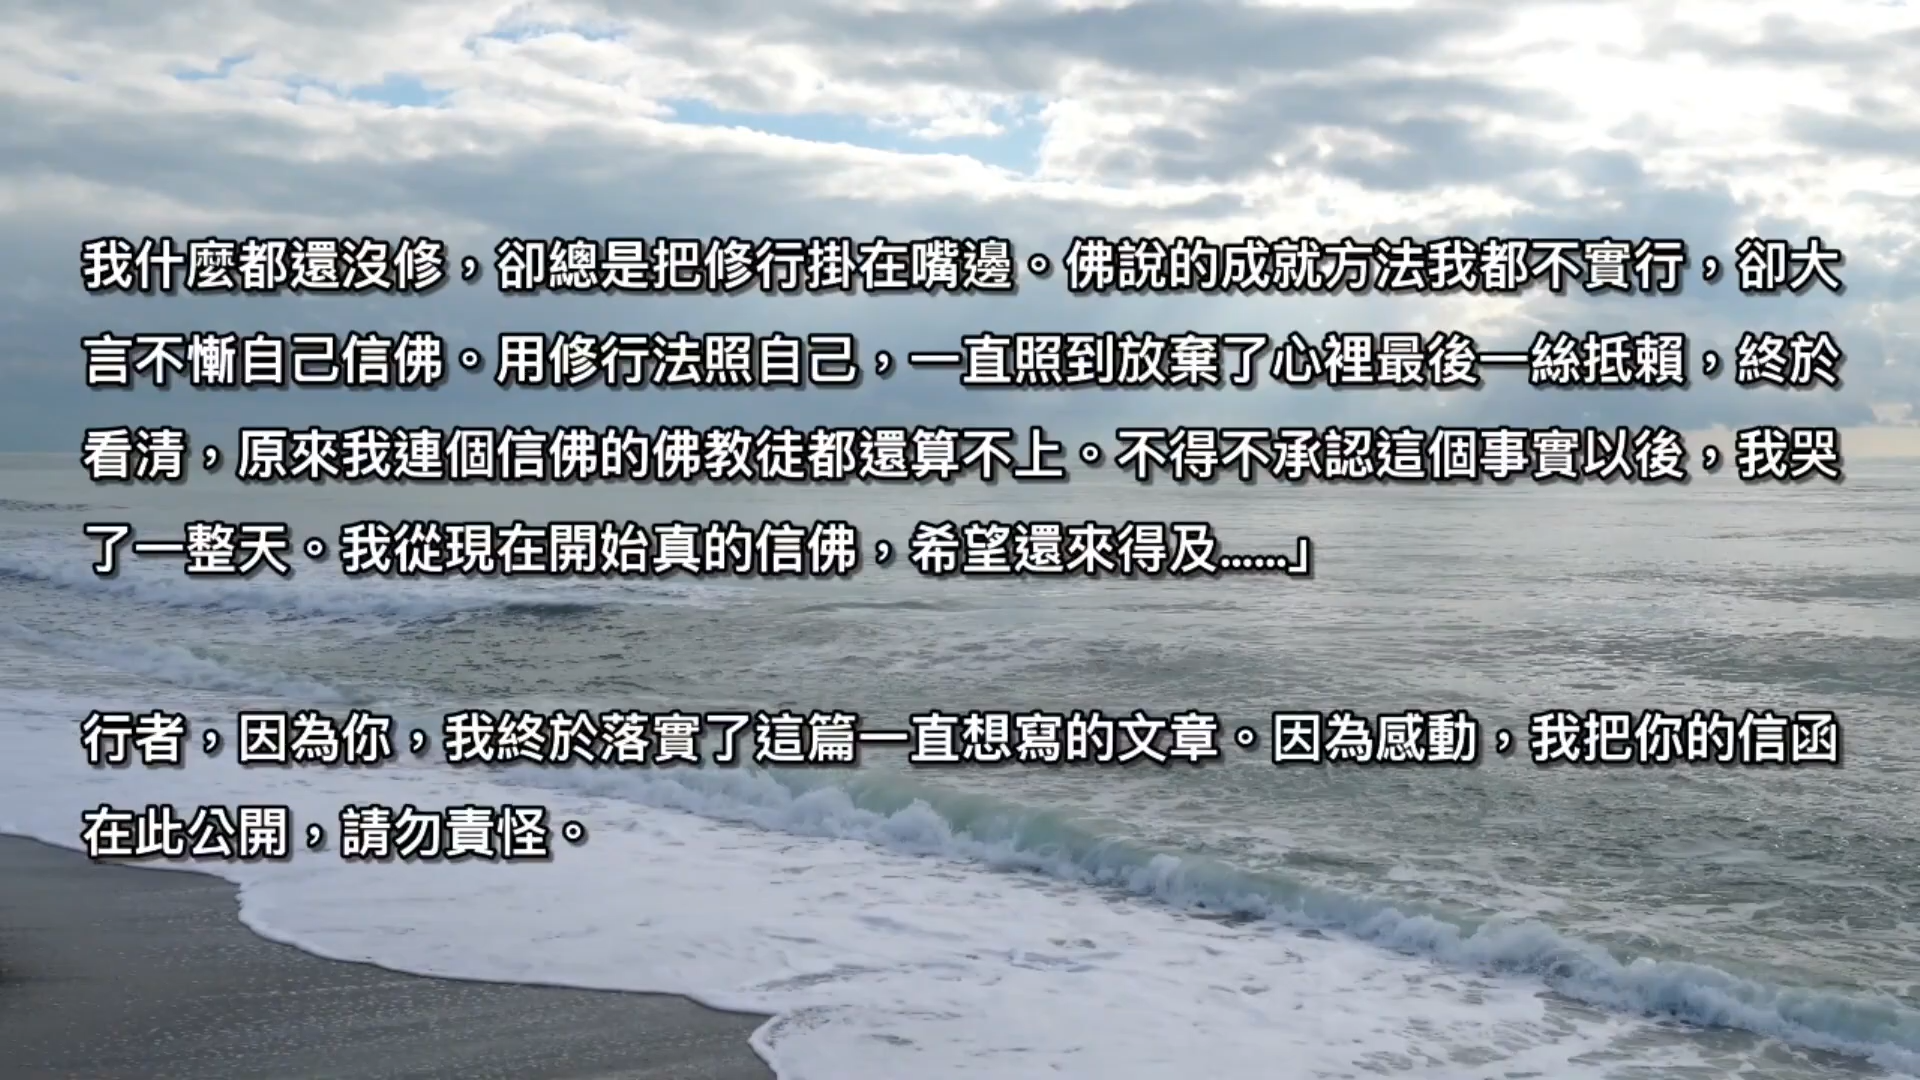 我什麼都還沒修，卻總是把修行掛在嘴邊。佛說的成就方法我都不實行，卻大
言不慚自己信佛。用修行法照自己，一直照到放棄了心裡最後一絲抵賴，終於
看清，原來我連個信佛的佛教徒都還算不上。不得不承認這個事實以後，我哭
了一整天。我從現在開始真的信佛，希望還來得及......」
行者，因為你，我終於落實了這篇一直想寫的文章。因為感動，我把你的信函
在此公開，請勿責怪。